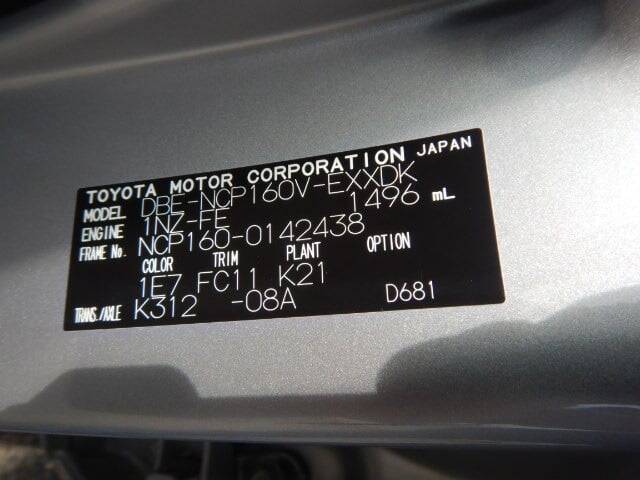 TOYOTA MOTOR CORPORATION JAPAN
MODEL DBE-NCP160V-EXXDK
ENGINE 1NZ-FE 1496 mL
FRAME No. NCP160-0142438
COLOR TRIM PLANT OPTION
1E7 FC11 K21
TRANS./AXLE K312 -08A D681